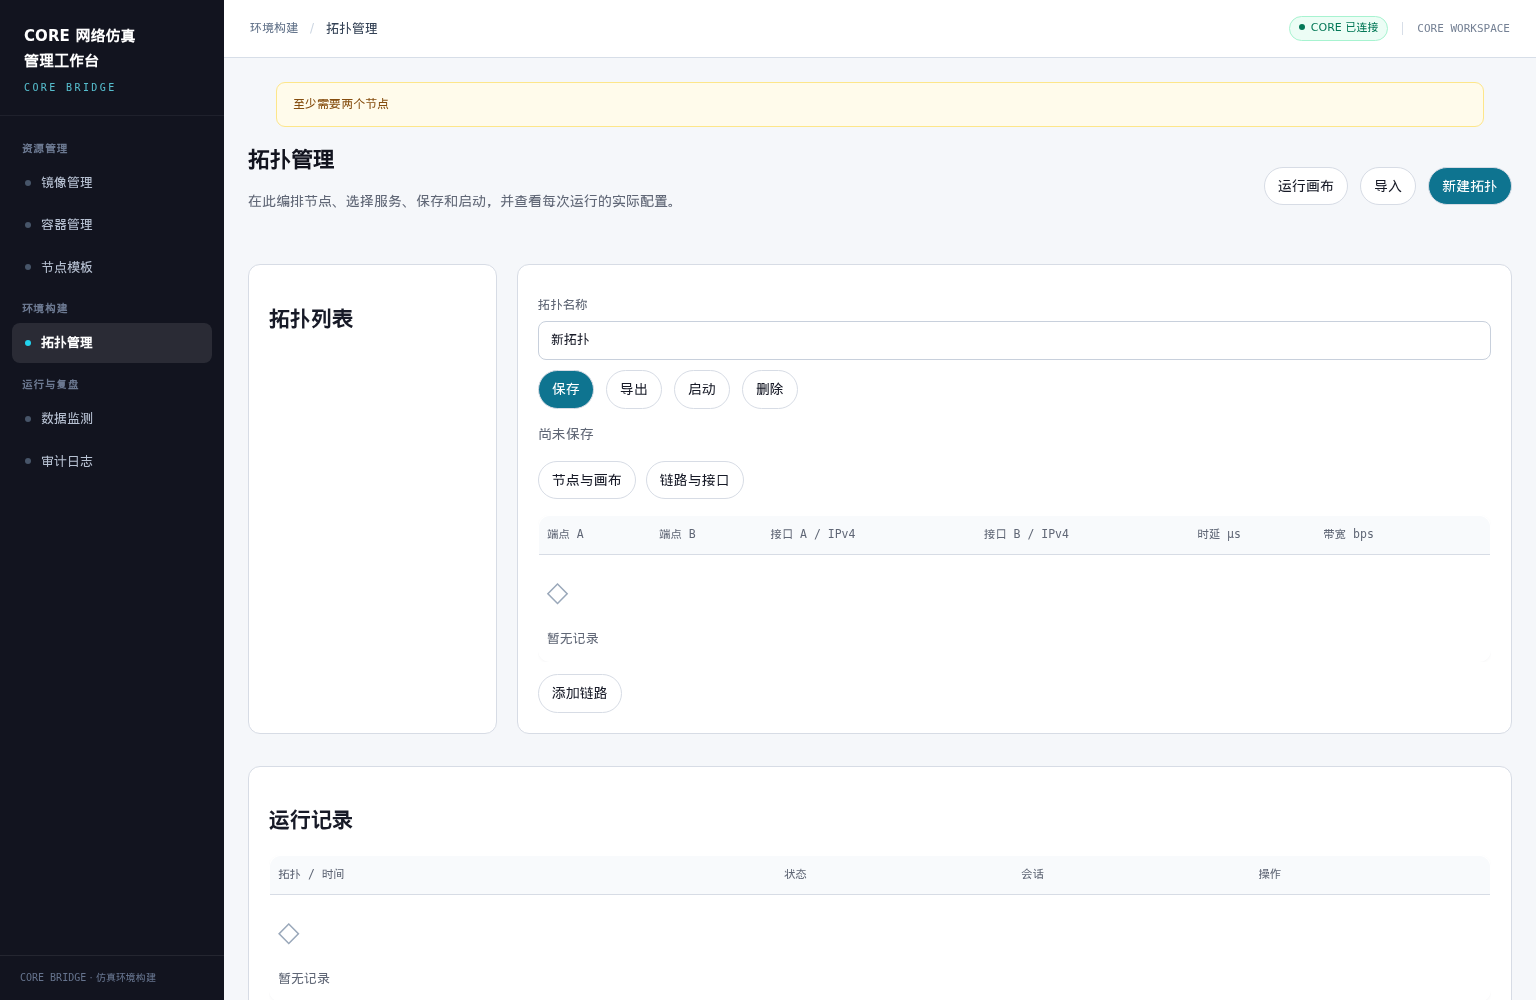 CORE 网络仿真
管理工作台
CORE BRIDGE
资源管理
镜像管理
容器管理
节点模板
环境构建
拓扑管理
运行与复盘
数据监测
审计日志
CORE BRIDGE · 仿真环境构建
环境构建 / 拓扑管理
CORE 已连接
CORE WORKSPACE
至少需要两个节点
拓扑管理
在此编排节点、选择服务、保存和启动，并查看每次运行的实际配置。
运行画布
导入
新建拓扑
拓扑列表
拓扑名称
新拓扑
保存
导出
启动
删除
尚未保存
节点与画布
链路与接口
端点 A
端点 B
接口 A / IPv4
接口 B / IPv4
时延 μs
带宽 bps
暂无记录
添加链路
运行记录
拓扑 / 时间
状态
会话
操作
暂无记录